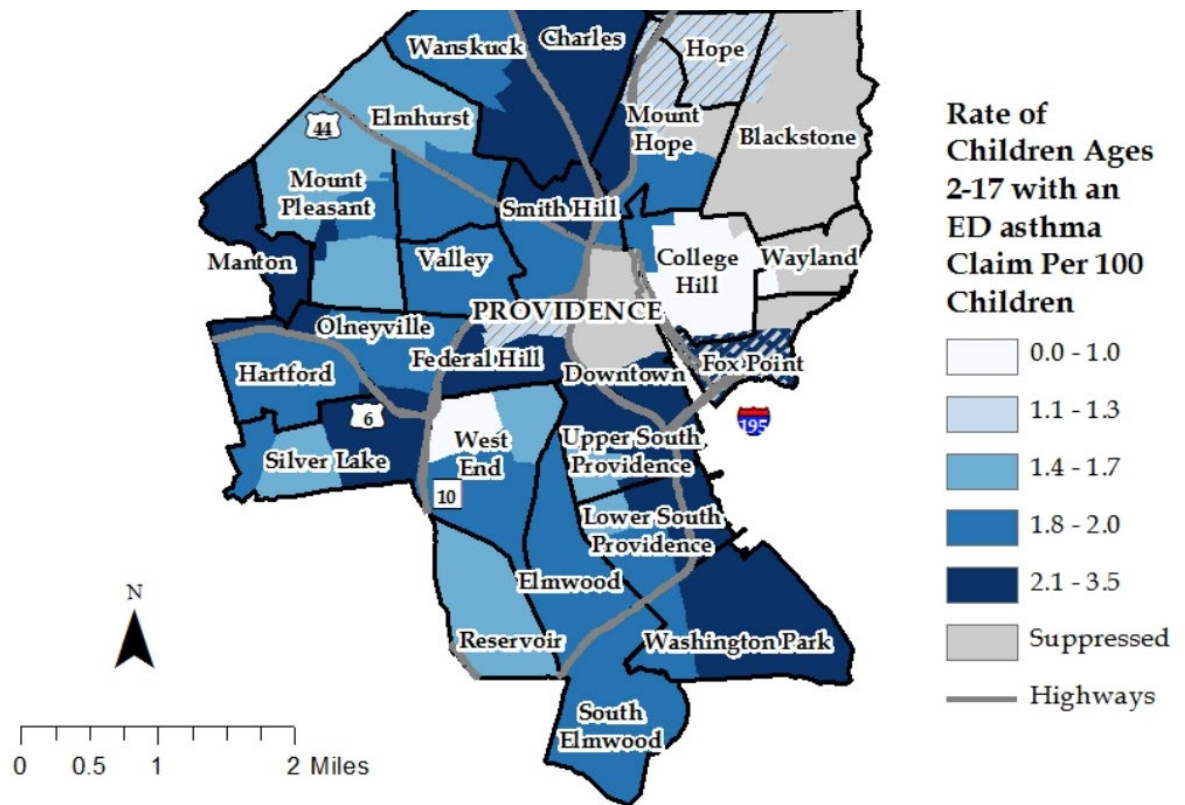 Wanskuck
Charles
Hope
Elmhurst
44
Mount
Hope
Blackstone
Mount
Pleasant
Smith Hill
Manton
Valley
College
Hill
Wayland
PROVIDENCE
Olneyville
Federal Hill
Hartford
Downtown
Fox Point
6
195
West
End
Upper South
Providence
Silver Lake
10
Lower South
Providence
Elmwood
Reservoir
Washington Park
South
Elmwood
N
0 0.5 1 2 Miles
Rate of
Children Ages
2-17 with an
ED asthma
Claim Per 100
Children
0.0 - 1.0
1.1 - 1.3
1.4 - 1.7
1.8 - 2.0
2.1 - 3.5
Suppressed
Highways